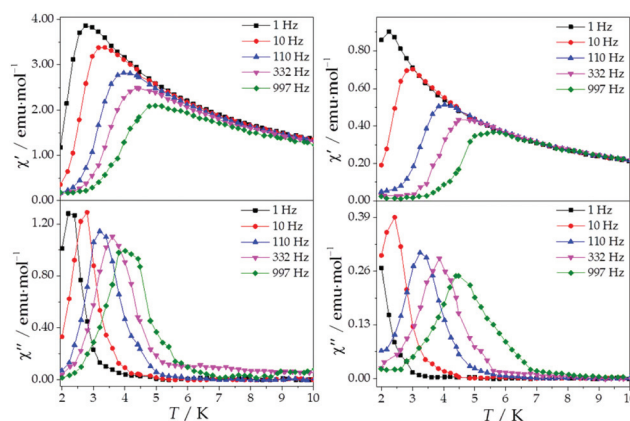 4.00
3.00
2.00
1.00
0.00
χ′ / emu·mol⁻¹
1 Hz
10 Hz
110 Hz
332 Hz
997 Hz
0.80
0.60
0.40
0.20
0.00
χ′ / emu·mol⁻¹
1 Hz
10 Hz
110 Hz
332 Hz
997 Hz
1.20
0.80
0.40
0.00
χ″ / emu·mol⁻¹
1 Hz
10 Hz
110 Hz
332 Hz
997 Hz
2 3 4 5 6 7 8 9 10
T / K
0.39
0.26
0.13
0.00
χ″ / emu·mol⁻¹
1 Hz
10 Hz
110 Hz
332 Hz
997 Hz
2 3 4 5 6 7 8 9 10
T / K